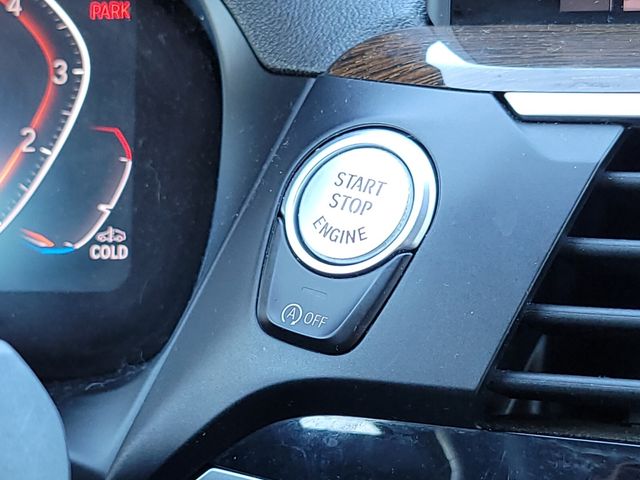 4
PARK
3
2
COLD
START
STOP
ENGINE
A OFF